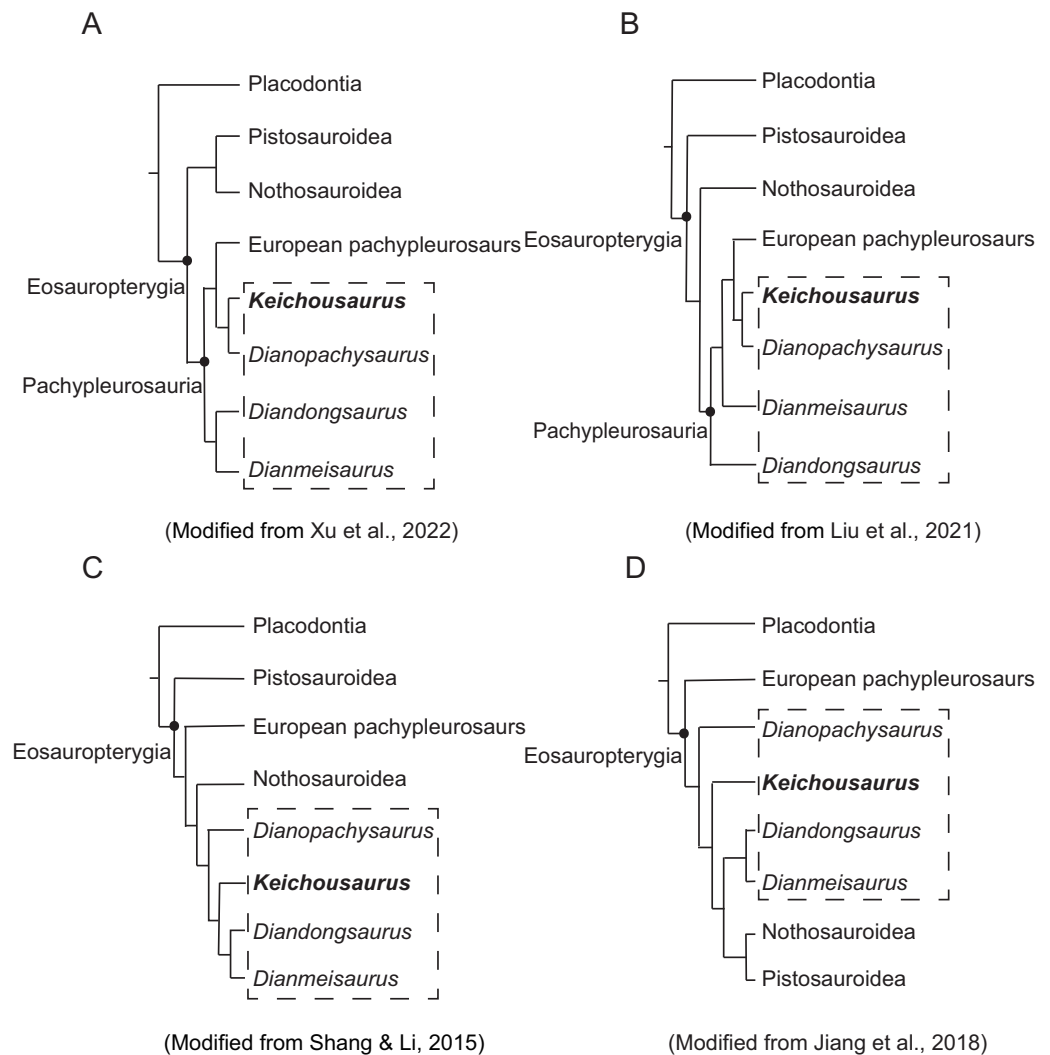 A
Placodontia
Pistosauroidea
Nothosauroidea
European pachypleurosaurs
Eosauropterygia
Keichousaurus
Dianopachysaurus
Pachypleurosauria
Diandongsaurus
Dianmeisaurus
(Modified from Xu et al., 2022)
B
Placodontia
Pistosauroidea
Nothosauroidea
European pachypleurosaurs
Eosauropterygia
Keichousaurus
Dianopachysaurus
Dianmeisaurus
Pachypleurosauria
Diandongsaurus
(Modified from Liu et al., 2021)
C
Placodontia
Pistosauroidea
European pachypleurosaurs
Eosauropterygia
Nothosauroidea
Dianopachysaurus
Keichousaurus
Diandongsaurus
Dianmeisaurus
(Modified from Shang & Li, 2015)
D
Placodontia
European pachypleurosaurs
Dianopachysaurus
Eosauropterygia
Keichousaurus
Diandongsaurus
Dianmeisaurus
Nothosauroidea
Pistosauroidea
(Modified from Jiang et al., 2018)